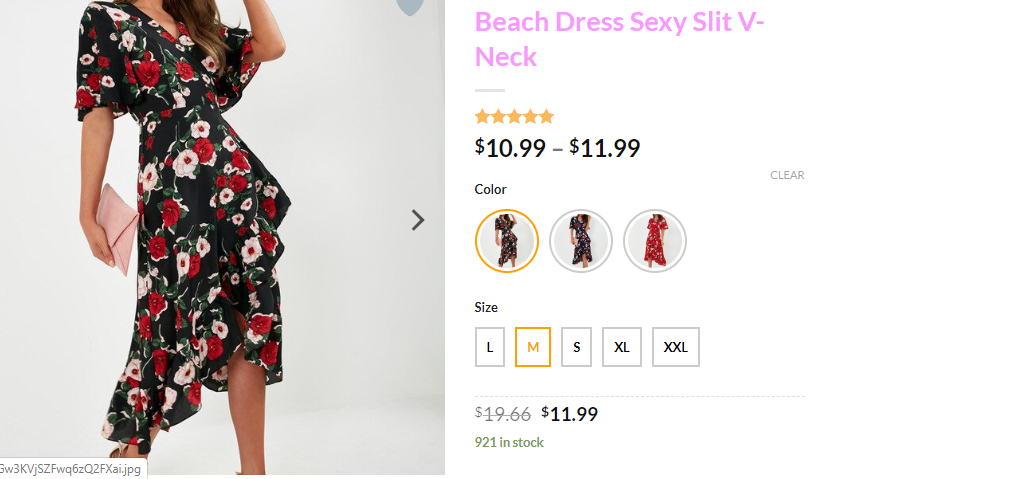 Beach Dress Sexy Slit V-
Neck
$10.99 – $11.99
CLEAR
Color
Size
L M S XL XXL
$19.66 $11.99
921 in stock
Gw3KVjSZFwq6zQ2FXai.jpg